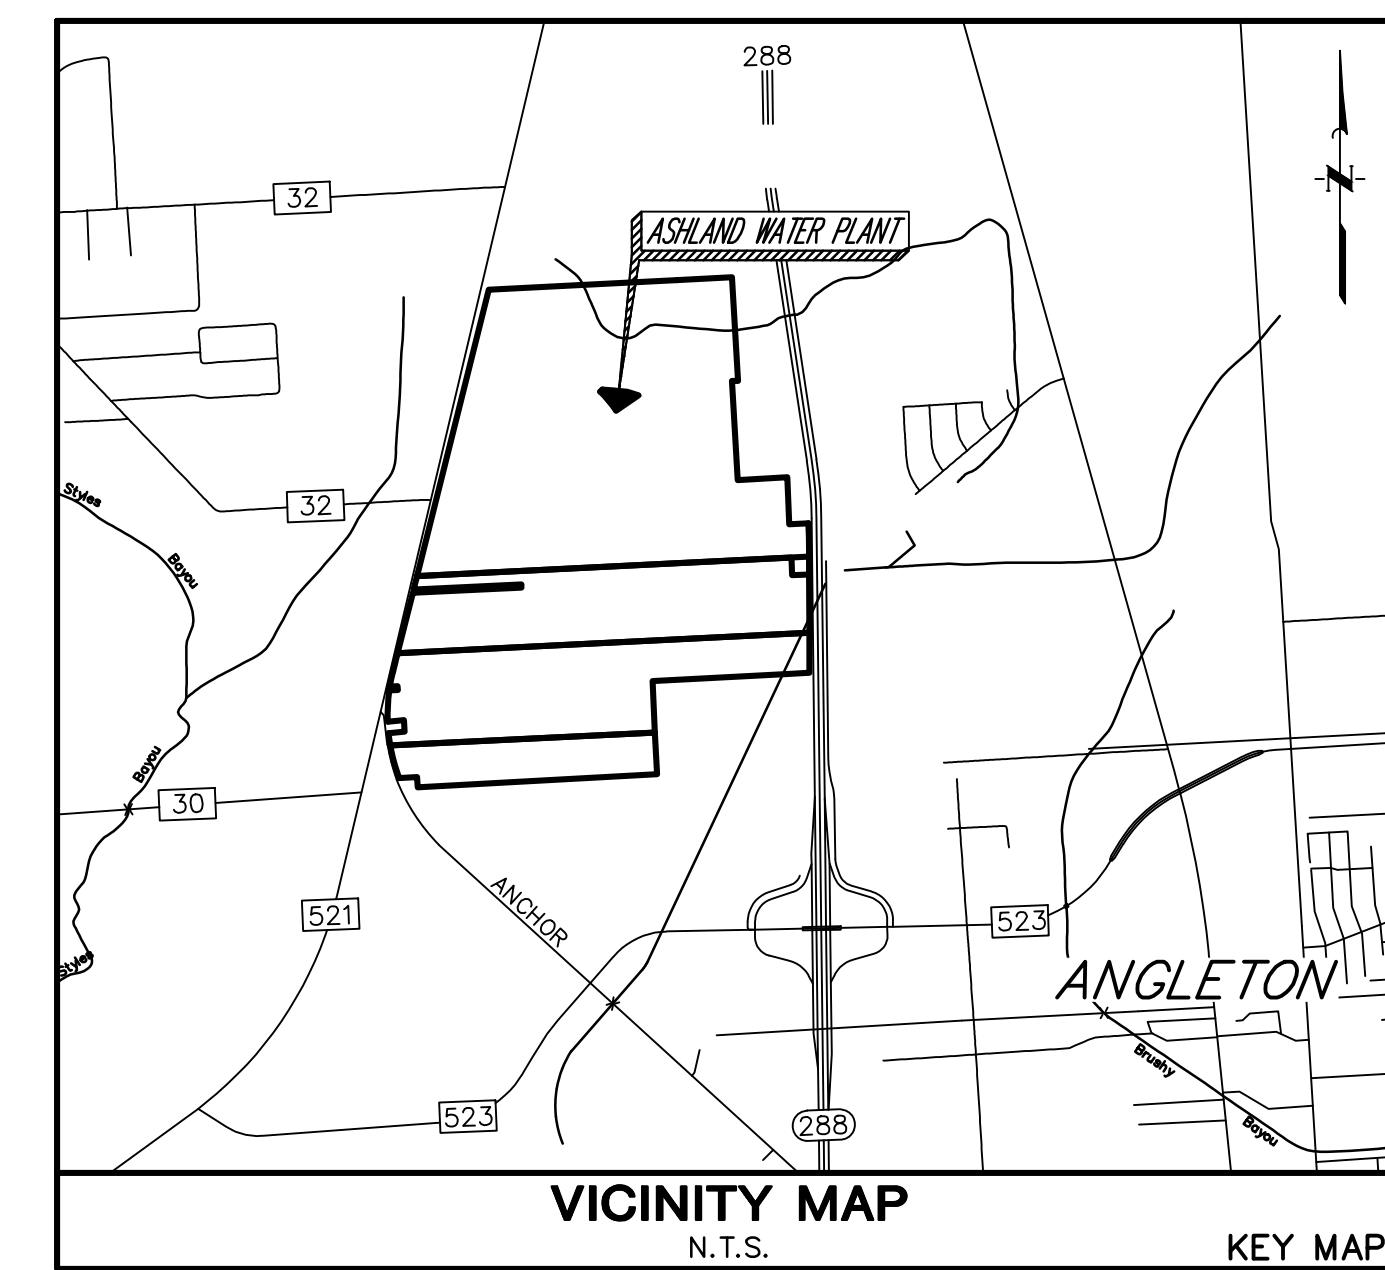 288
32
ASHLAND WATER PLANT
32
Styles
Bayou
Bayou
30
521
ANCHOR
523
Styles
ANGLETON
Brushy
523
288
Bayou
VICINITY MAP
N.T.S.
KEY MAP
N